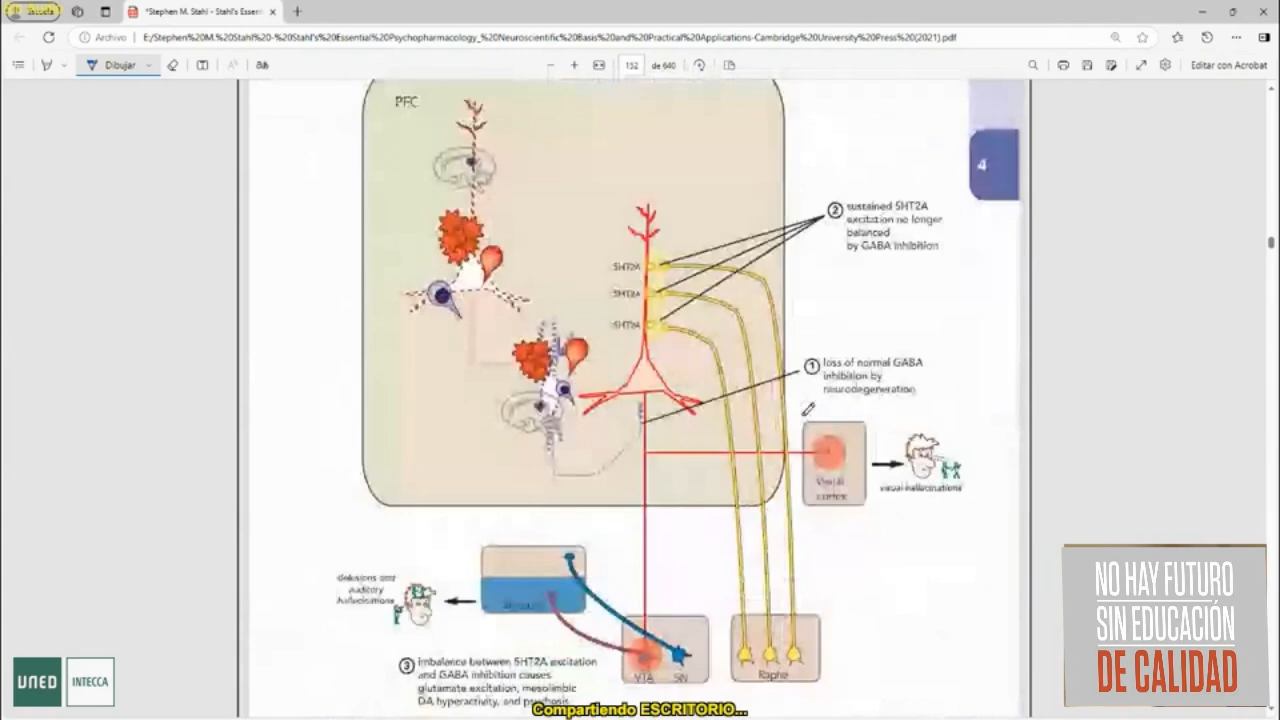 Escucha
*Stephen M. Stahl - Stahl's Essen
Archivo
E:/Stephen%20M.%20Stahl%20-%20Stahl's%20Essential%20Psychopharmacology_%20Neuroscientific%20Basis%20and%20Practical%20Applications-Cambridge%20University%20Press%20(2021).pdf
Dibujar
152 de 640
Editar con Acrobat
PFC
4
2 sustained 5HT2A
excitation no longer
balanced
by GABA inhibition
5HT2A
5HT2A
5HT2A
1 loss of normal GABA
inhibition by
neurodegeneration
Visual
cortex
visual hallucinations
delusions and
auditory
hallucinations
VTA SN
Raphe
3 imbalance between 5HT2A excitation
and GABA inhibition causes
glutamate excitation, mesolimbic
DA hyperactivity, and psychosis
Compartiendo ESCRITORIO...
UNED
INTECCA
NO HAY FUTURO
SIN EDUCACIÓN
DE CALIDAD